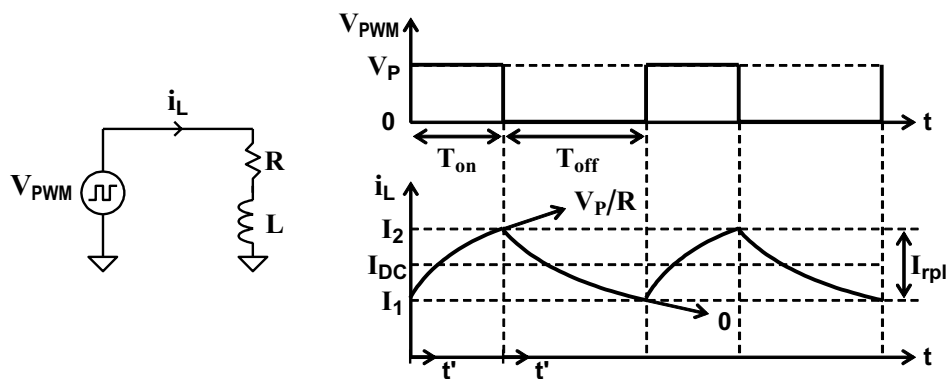 V_PWM
V_P
0
t
T_on
T_off
i_L
R
V_PWM
L
i_L
V_P/R
I_2
I_DC
I_rpl
I_1
0
t
t'
t'